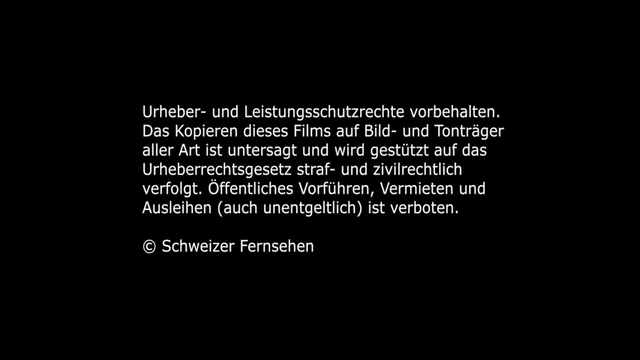 Urheber- und Leistungsschutzrechte vorbehalten.
Das Kopieren dieses Films auf Bild- und Tonträger
aller Art ist untersagt und wird gestützt auf das
Urheberrechtsgesetz straf- und zivilrechtlich
verfolgt. Öffentliches Vorführen, Vermieten und
Ausleihen (auch unentgeltlich) ist verboten.
© Schweizer Fernsehen